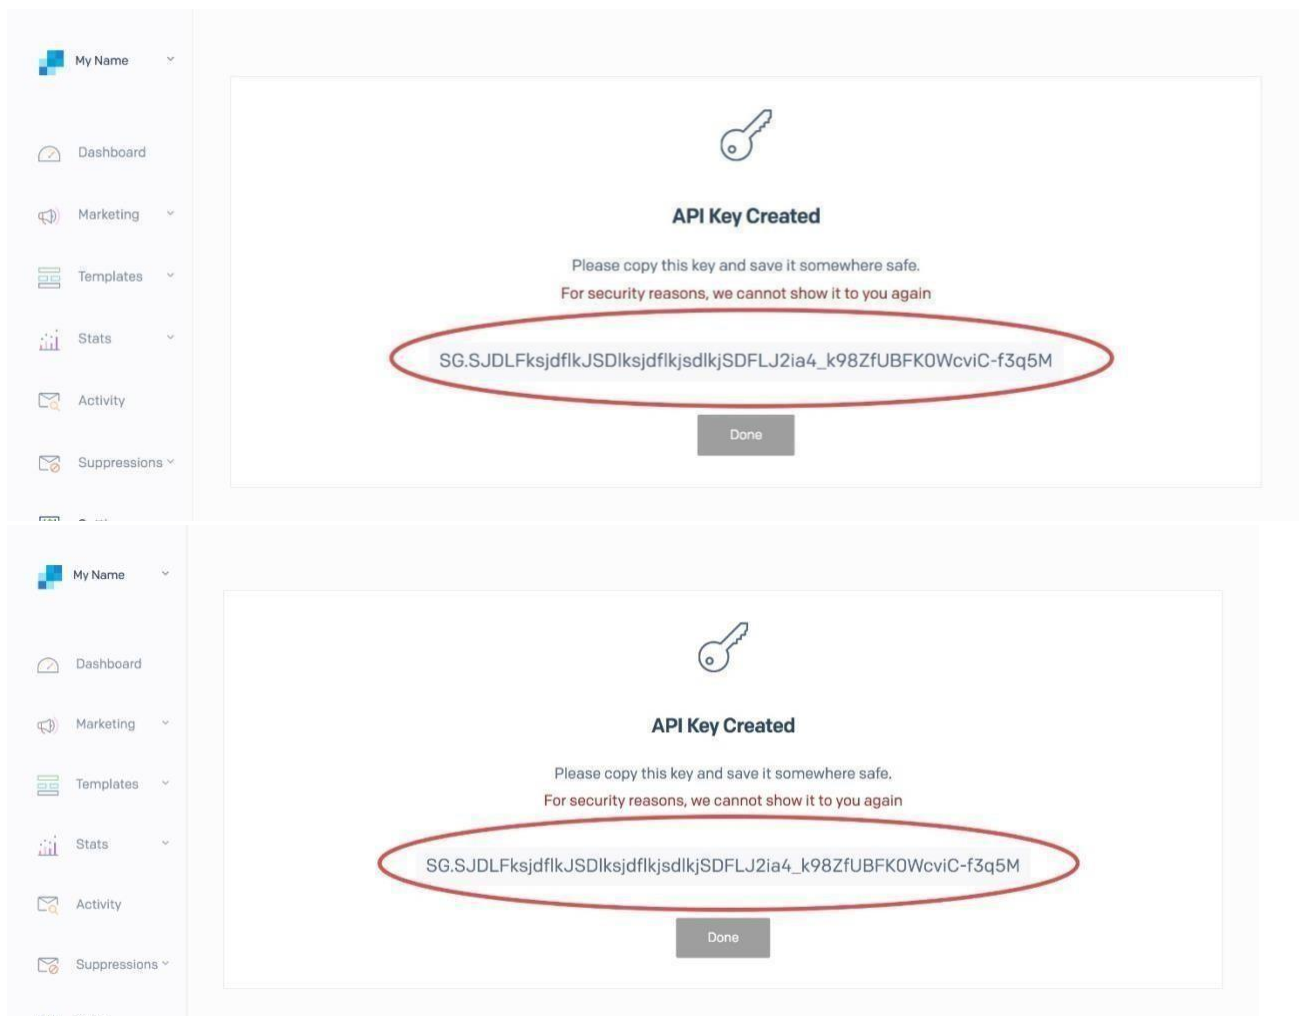 My Name
Dashboard
Marketing
Templates
Stats
Activity
Suppressions
API Key Created
Please copy this key and save it somewhere safe.
For security reasons, we cannot show it to you again
SG.SJDLFksjdflkJSDlksjdflkjsdlkjSDFLJ2ia4_k98ZfUBFK0WcviC-f3q5M
Done
My Name
Dashboard
Marketing
Templates
Stats
Activity
Suppressions
API Key Created
Please copy this key and save it somewhere safe.
For security reasons, we cannot show it to you again
SG.SJDLFksjdflkJSDlksjdflkjsdlkjSDFLJ2ia4_k98ZfUBFK0WcviC-f3q5M
Done